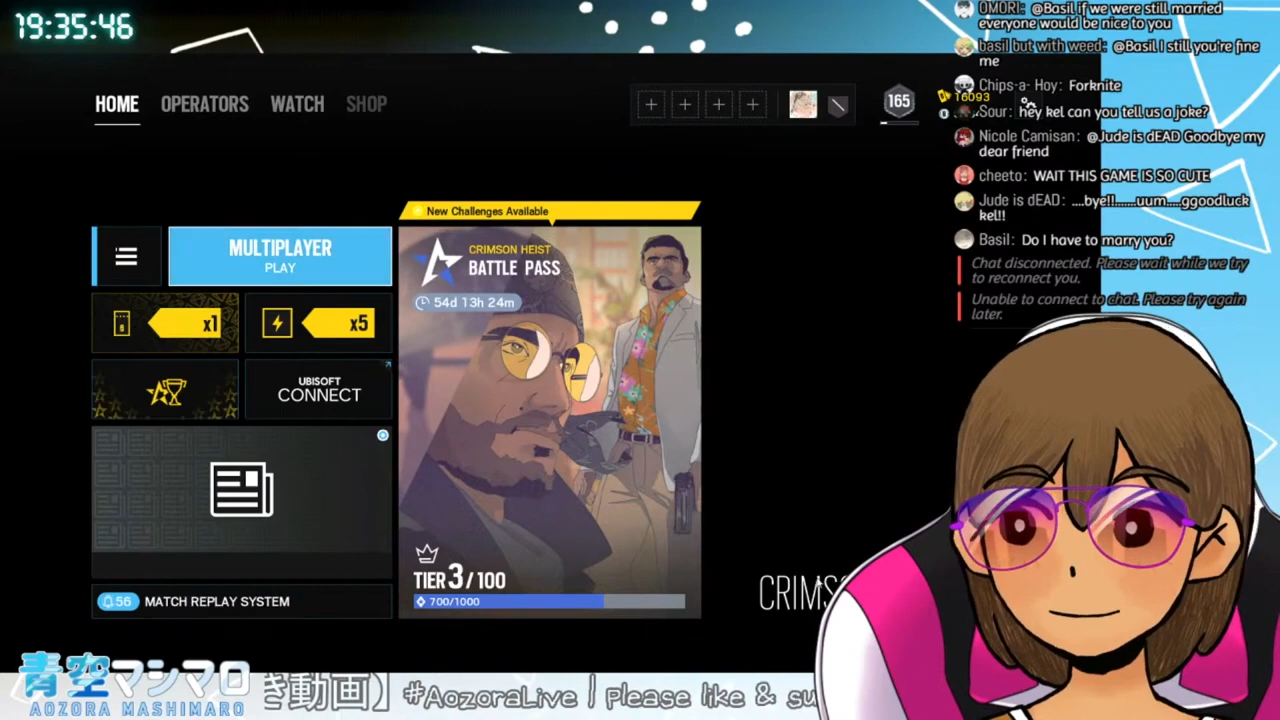 19:35:46
HOME
OPERATORS
WATCH
SHOP
165
16093
New Challenges Available
MULTIPLAYER
PLAY
x1
x5
UBISOFT
CONNECT
CRIMSON HEIST
BATTLE PASS
54d 13h 24m
TIER 3/100
700/1000
56
MATCH REPLAY SYSTEM
CRIMS
OMORI: @Basil if we were still married
everyone would be nice to you
basil but with weed: @Basil I still you're fine
me
Chips-a- Hoy: Forknite
Sour: hey kel can you tell us a joke?
Nicole Camisan: @Jude is dEAD Goodbye my
dear friend
cheeto: WAIT THIS GAME IS SO CUTE
Jude is dEAD: ....bye!!.......uum.....ggoodluck
kel!!
Basil: Do I have to marry you?
Chat disconnected. Please wait while we try
to reconnect you.
Unable to connect to chat. Please try again
later.
青空マシマロ
AOZORA MASHIMARO
き動画】 #AozoraLive | Please like & su